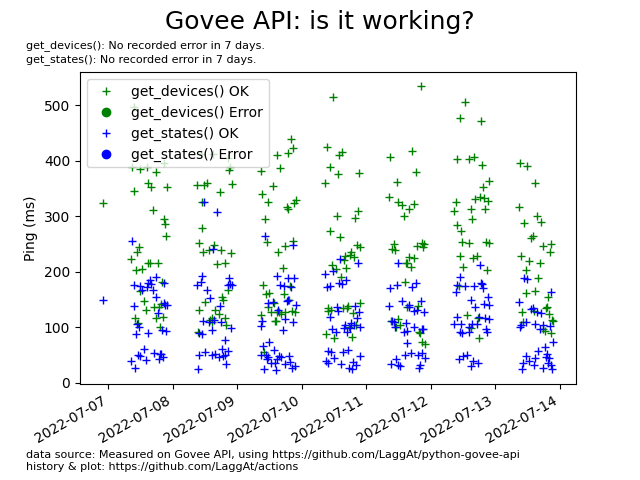 Govee API: is it working?
get_devices(): No recorded error in 7 days.
get_states(): No recorded error in 7 days.
get_devices() OK
get_devices() Error
get_states() OK
get_states() Error
Ping (ms)
500
400
300
200
100
0
2022-07-07
2022-07-08
2022-07-09
2022-07-10
2022-07-11
2022-07-12
2022-07-13
2022-07-14
data source: Measured on Govee API, using https://github.com/LaggAt/python-govee-api
history & plot: https://github.com/LaggAt/actions